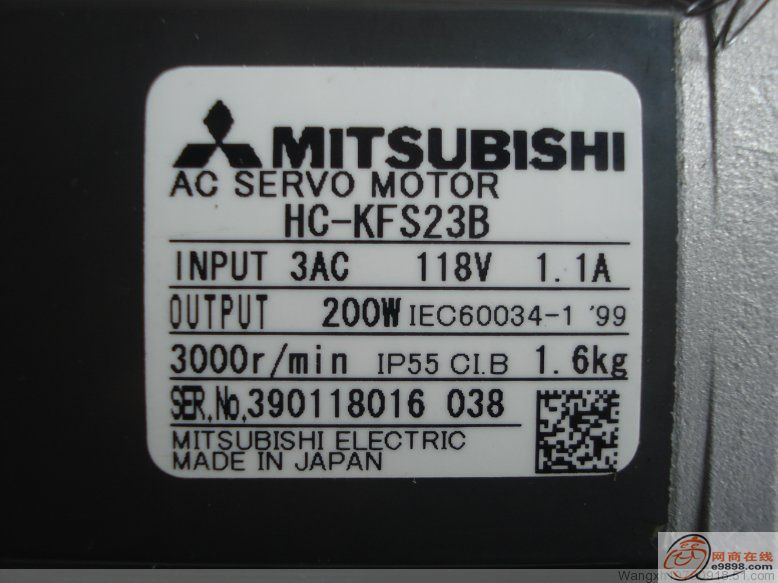 MITSUBISHI
AC SERVO MOTOR
HC-KFS23B
INPUT 3AC 118V 1.1A
OUTPUT 200W IEC60034-1 '99
3000r/min IP55 CI.B 1.6kg
SER.No.390118016 038
MITSUBISHI ELECTRIC
MADE IN JAPAN
网商在线
e9898.com